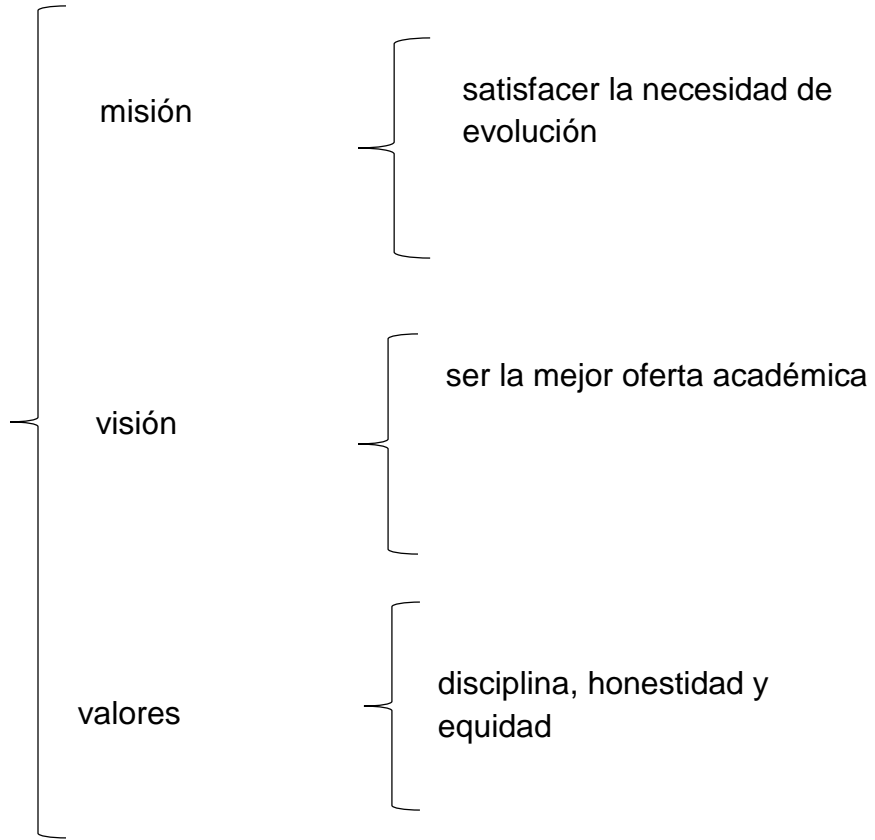 misión
satisfacer la necesidad de
evolución
visión
ser la mejor oferta académica
valores
disciplina, honestidad y
equidad